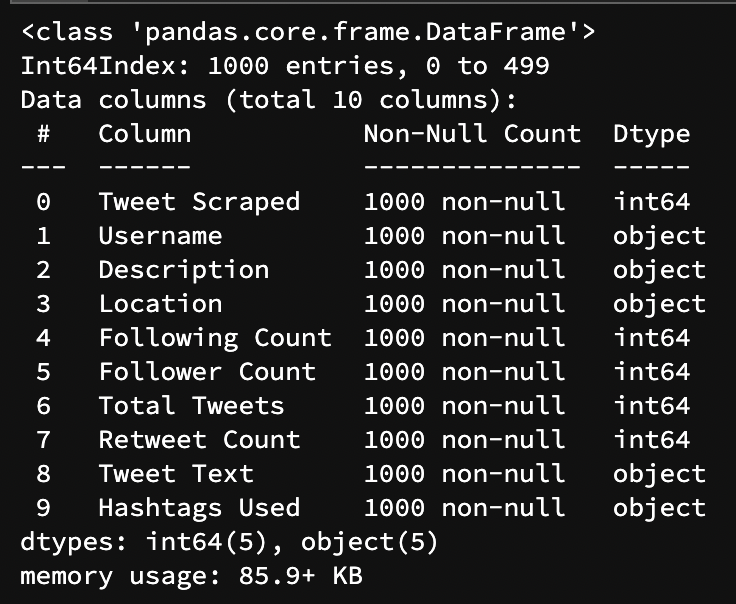 <class 'pandas.core.frame.DataFrame'>
Int64Index: 1000 entries, 0 to 499
Data columns (total 10 columns):
 #   Column           Non-Null Count  Dtype
---  ------           --------------  -----
 0   Tweet Scraped    1000 non-null   int64
 1   Username         1000 non-null   object
 2   Description      1000 non-null   object
 3   Location         1000 non-null   object
 4   Following Count  1000 non-null   int64
 5   Follower Count   1000 non-null   int64
 6   Total Tweets     1000 non-null   int64
 7   Retweet Count    1000 non-null   int64
 8   Tweet Text       1000 non-null   object
 9   Hashtags Used    1000 non-null   object
dtypes: int64(5), object(5)
memory usage: 85.9+ KB